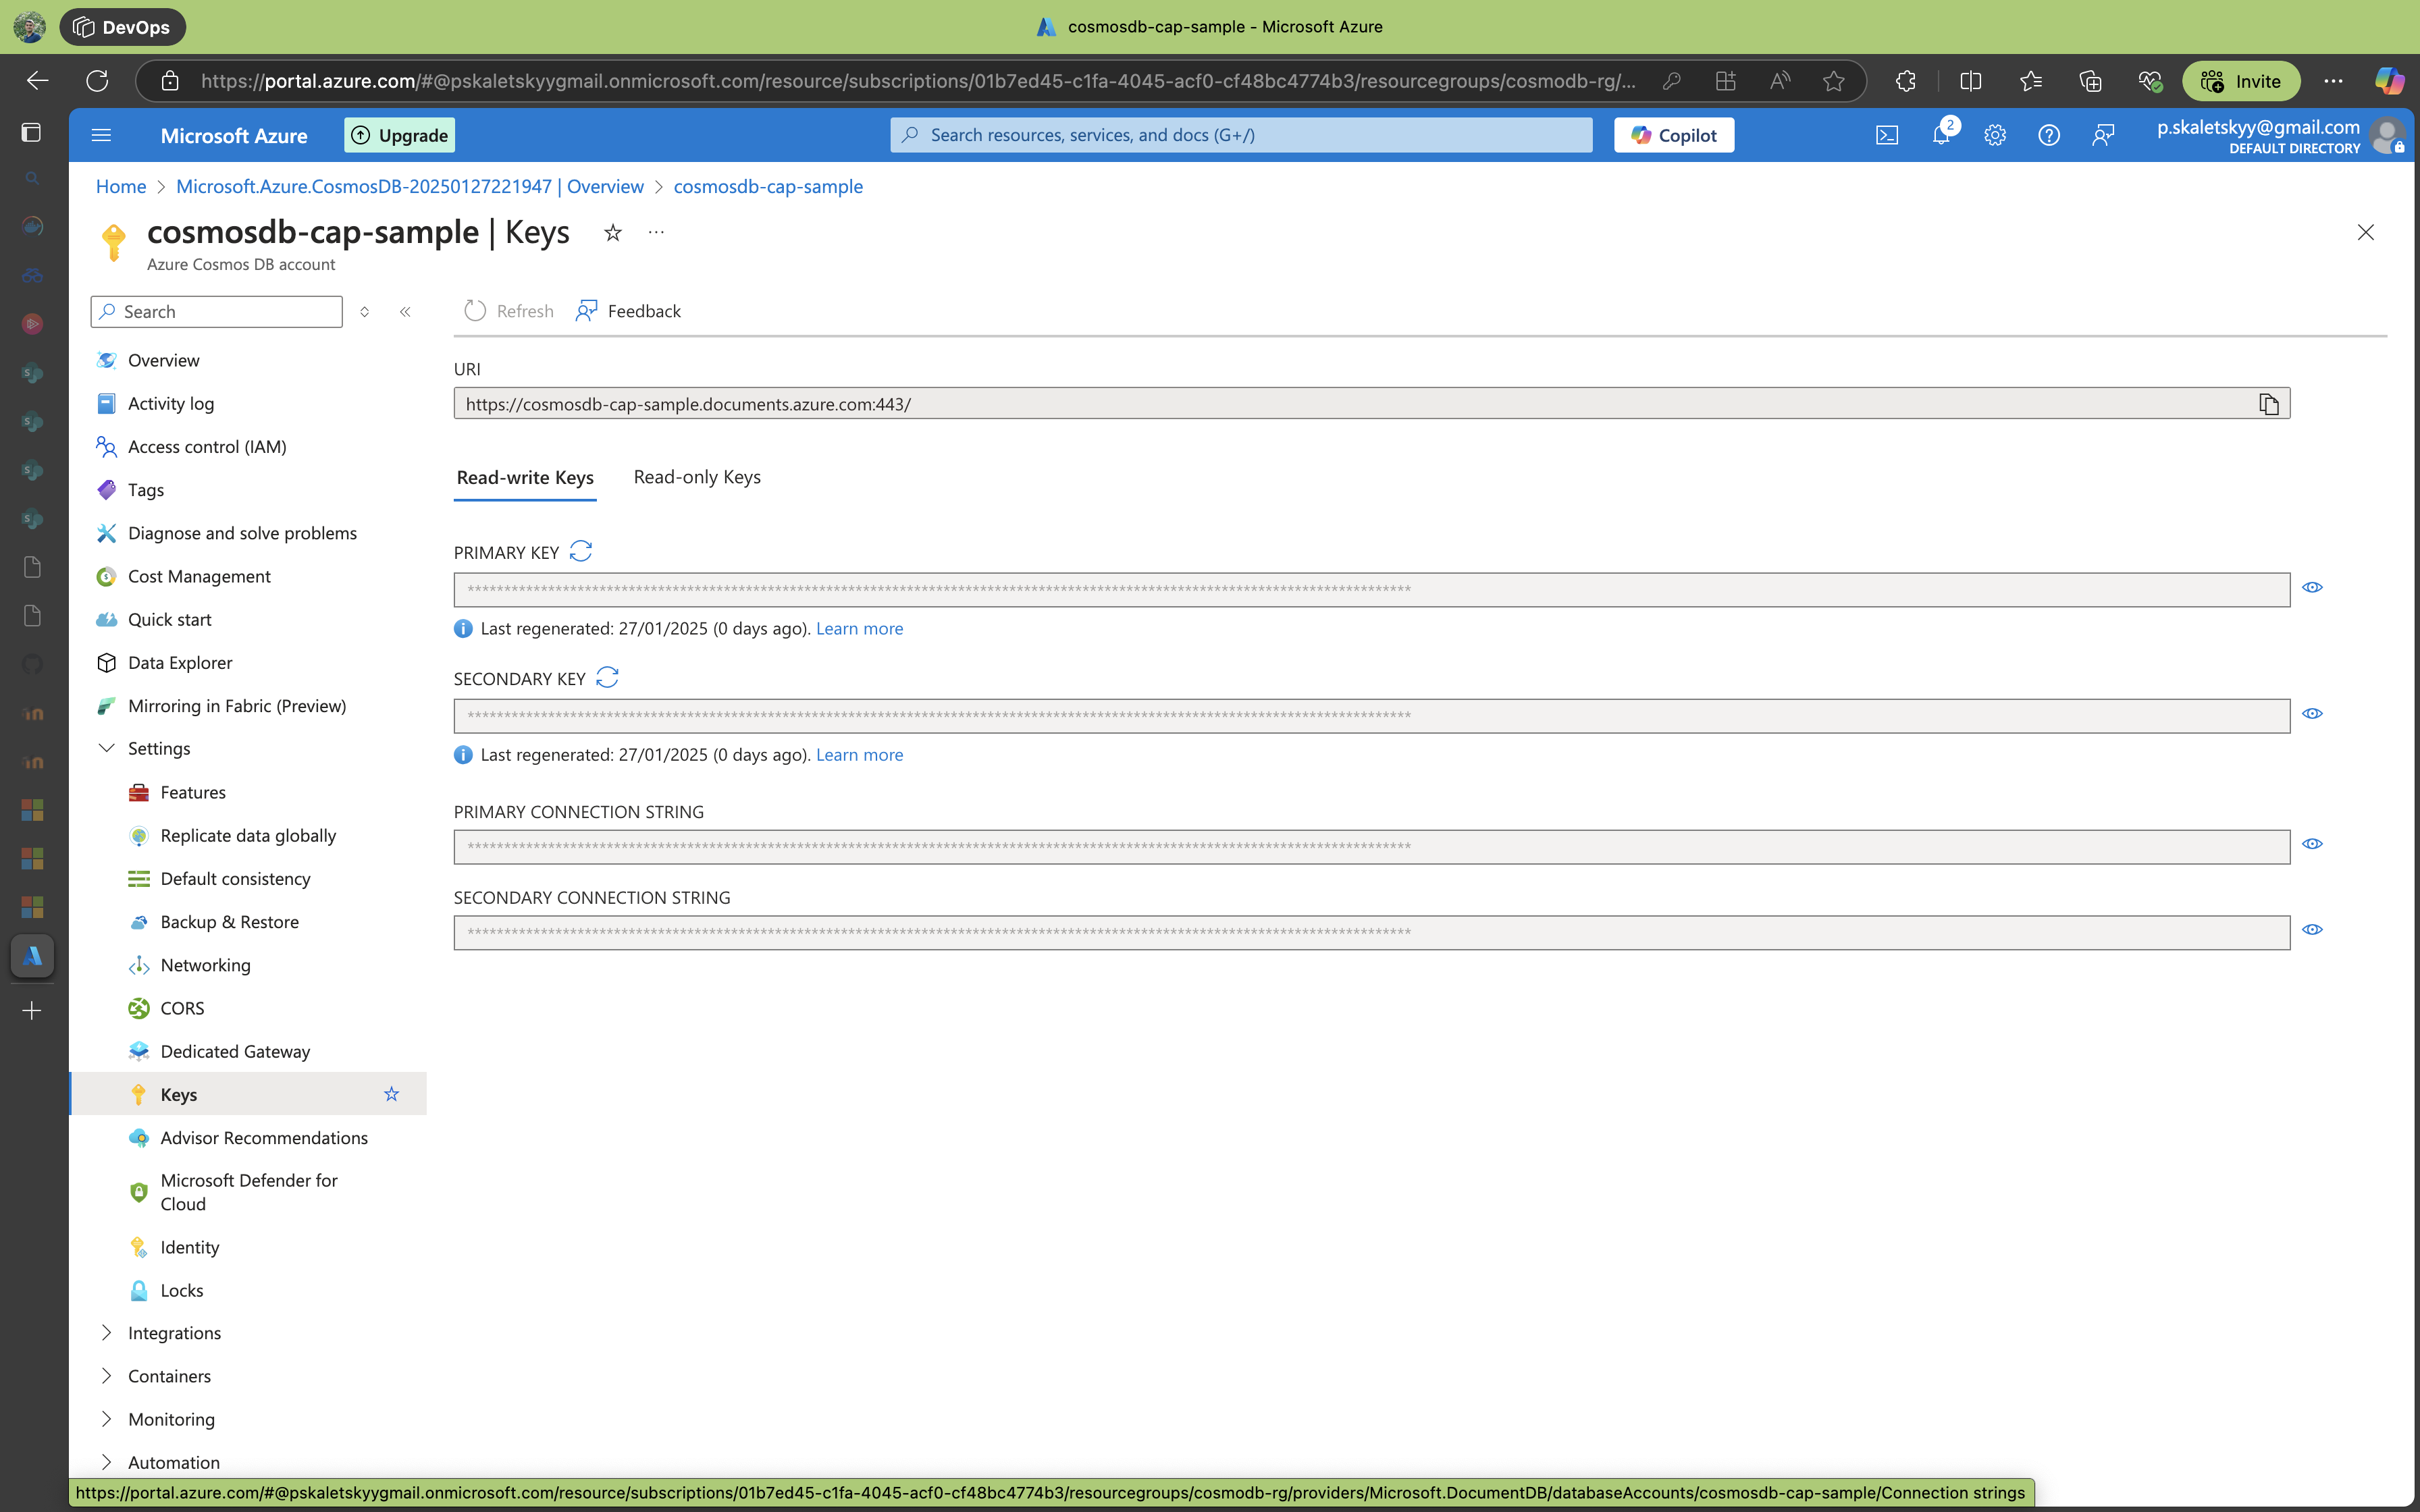 DevOps
cosmosdb-cap-sample - Microsoft Azure
https://portal.azure.com/#@pskaletskyygmail.onmicrosoft.com/resource/subscriptions/01b7ed45-c1fa-4045-acf0-cf48bc4774b3/resourcegroups/cosmodb-rg/...
Invite
Microsoft Azure
Upgrade
Search resources, services, and docs (G+/)
Copilot
2
p.skaletskyy@gmail.com
DEFAULT DIRECTORY
Home > Microsoft.Azure.CosmosDB-20250127221947 | Overview > cosmosdb-cap-sample
cosmosdb-cap-sample | Keys
Azure Cosmos DB account
Search
Refresh
Feedback
Overview
Activity log
Access control (IAM)
Tags
Diagnose and solve problems
Cost Management
Quick start
Data Explorer
Mirroring in Fabric (Preview)
Settings
Features
Replicate data globally
Default consistency
Backup & Restore
Networking
CORS
Dedicated Gateway
Keys
Advisor Recommendations
Microsoft Defender for
Cloud
Identity
Locks
Integrations
Containers
Monitoring
Automation
URI
https://cosmosdb-cap-sample.documents.azure.com:443/
Read-write Keys
Read-only Keys
PRIMARY KEY
Last regenerated: 27/01/2025 (0 days ago). Learn more
SECONDARY KEY
Last regenerated: 27/01/2025 (0 days ago). Learn more
PRIMARY CONNECTION STRING
SECONDARY CONNECTION STRING
https://portal.azure.com/#@pskaletskyygmail.onmicrosoft.com/resource/subscriptions/01b7ed45-c1fa-4045-acf0-cf48bc4774b3/resourcegroups/cosmodb-rg/providers/Microsoft.DocumentDB/databaseAccounts/cosmosdb-cap-sample/Connection strings